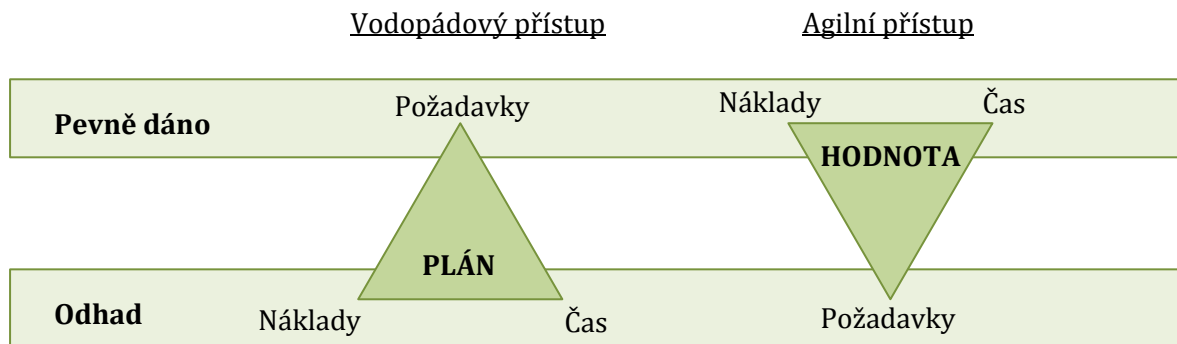 Vodopádový přístup
Agilní přístup
Pevně dáno
Požadavky
Náklady
Čas
HODNOTA
PLÁN
Odhad
Náklady
Čas
Požadavky